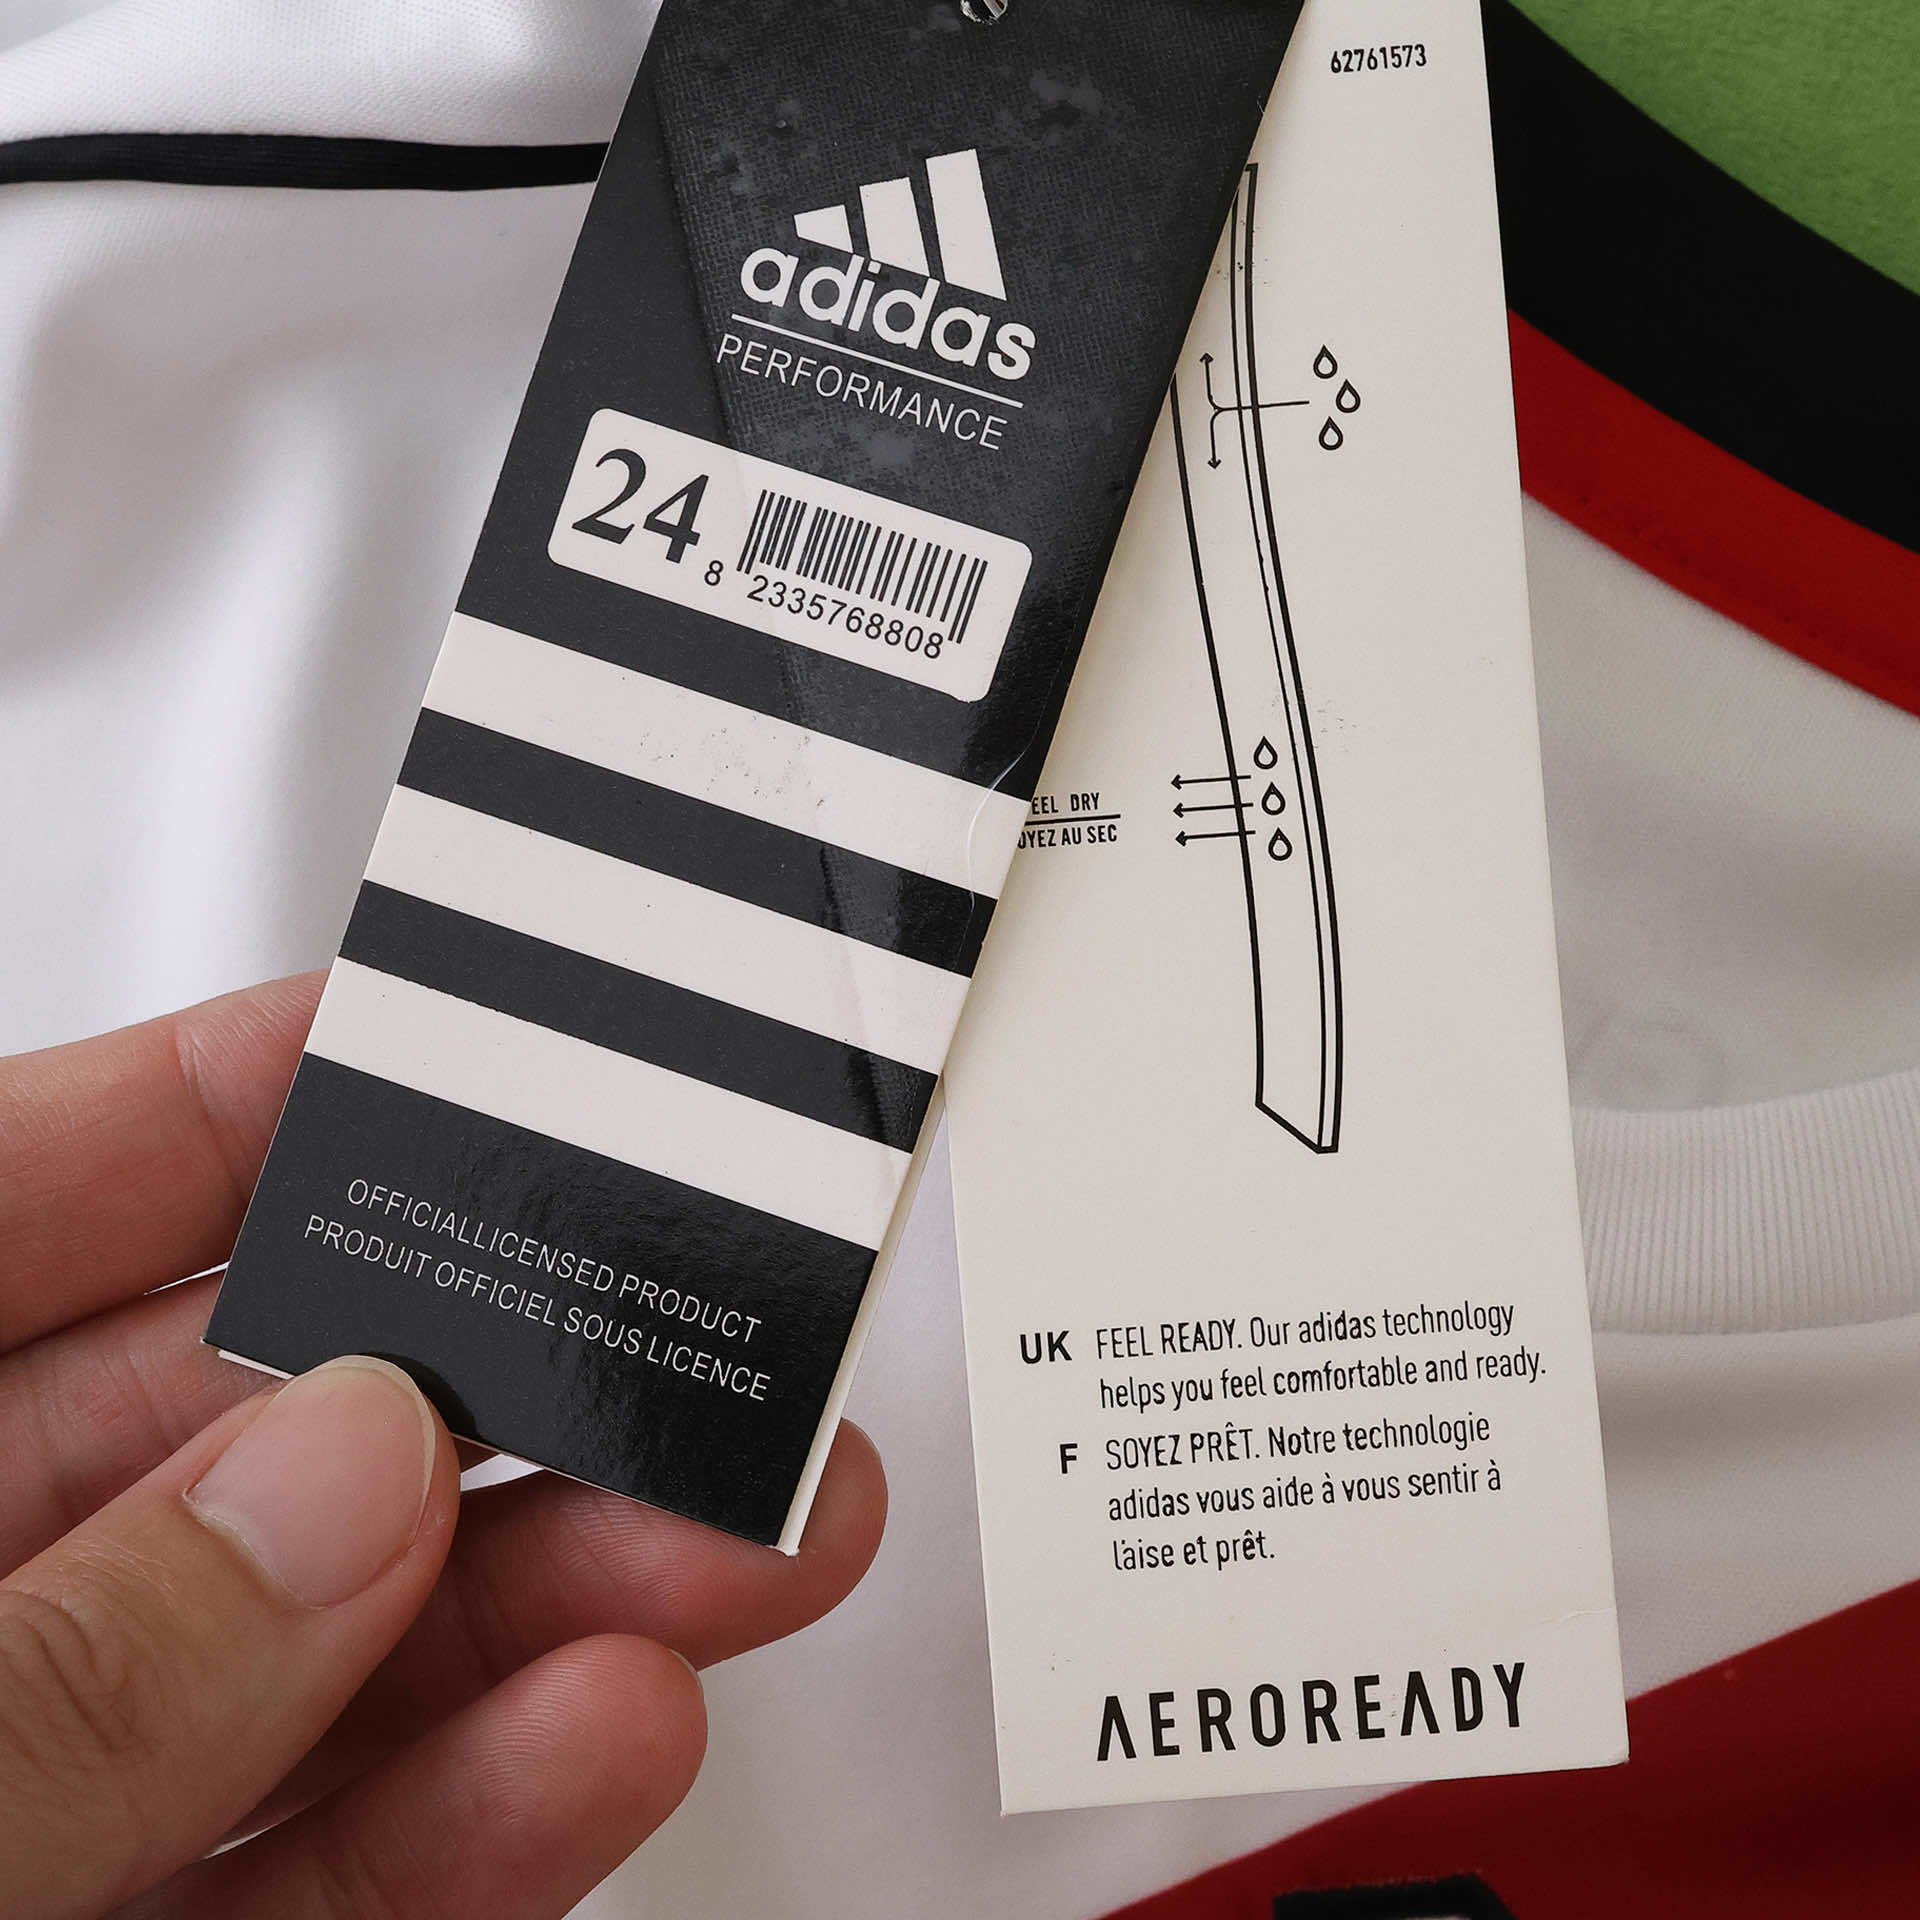 adidas
PERFORMANCE
24
8 2335768808
OFFICIALLICENSED PRODUCT
PRODUIT OFFICIEL SOUS LICENCE
62761573
DRY
AU SEC
UK FEEL READY. Our adidas technology
helps you feel comfortable and ready.
F SOYEZ PRÊT. Notre technologie
adidas vous aide à vous sentir à
l'aise et prêt.
AEROREADY